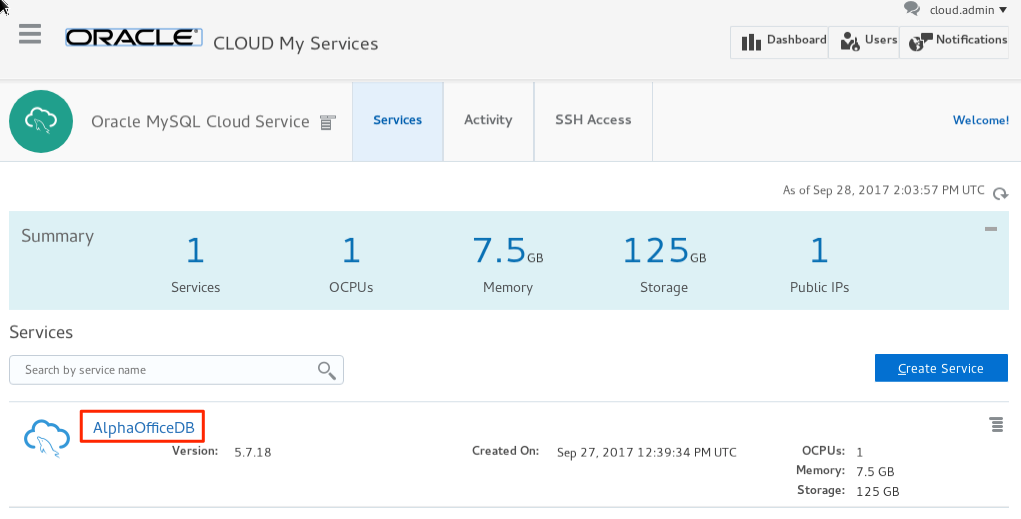 cloud.admin
ORACLE CLOUD My Services
Dashboard Users Notifications
Oracle MySQL Cloud Service Services Activity SSH Access Welcome!
As of Sep 28, 2017 2:03:57 PM UTC
Summary
1 1 7.5GB 125GB 1
Services OCPUs Memory Storage Public IPs
Services
Search by service name
Create Service
AlphaOfficeDB
Version: 5.7.18 Created On: Sep 27, 2017 12:39:34 PM UTC OCPUs: 1
Memory: 7.5 GB
Storage: 125 GB